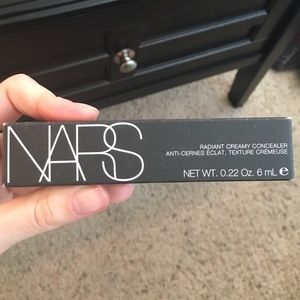 NARS
RADIANT CREAMY CONCEALER
ANTI-CERNES ÉCLAT, TEXTURE CRÉMEUSE
NET WT. 0.22 Oz. 6 mL ℮